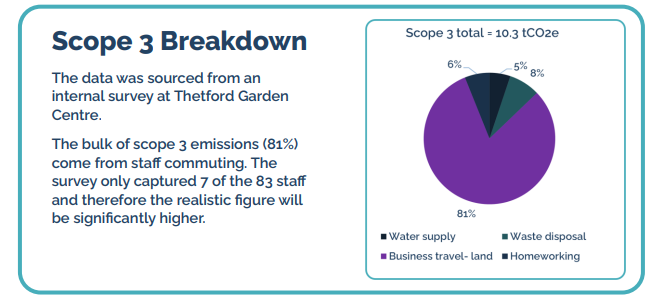 Scope 3 Breakdown
The data was sourced from an
internal survey at Thetford Garden
Centre.
The bulk of scope 3 emissions (81%)
come from staff commuting. The
survey only captured 7 of the 83 staff
and therefore the realistic figure will
be significantly higher.
Scope 3 total = 10.3 tCO2e
6%
5%
8%
81%
Water supply
Waste disposal
Business travel- land
Homeworking